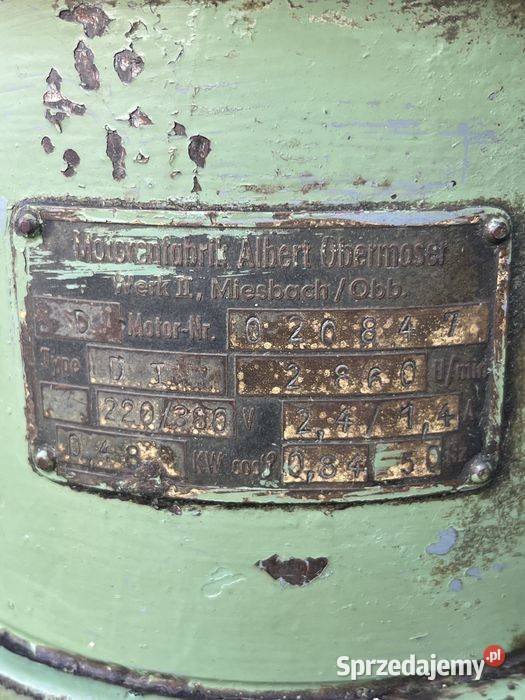 Motorenfabrik Albert Obermoser
Werk II, Miesbach/Obb.
D Motor-Nr. 020847
Type D I 2860 U/min
220/380 V 2,4/1,4 A
0,48 KW cosφ 0,84 50 Hz
Sprzedajemy.pl